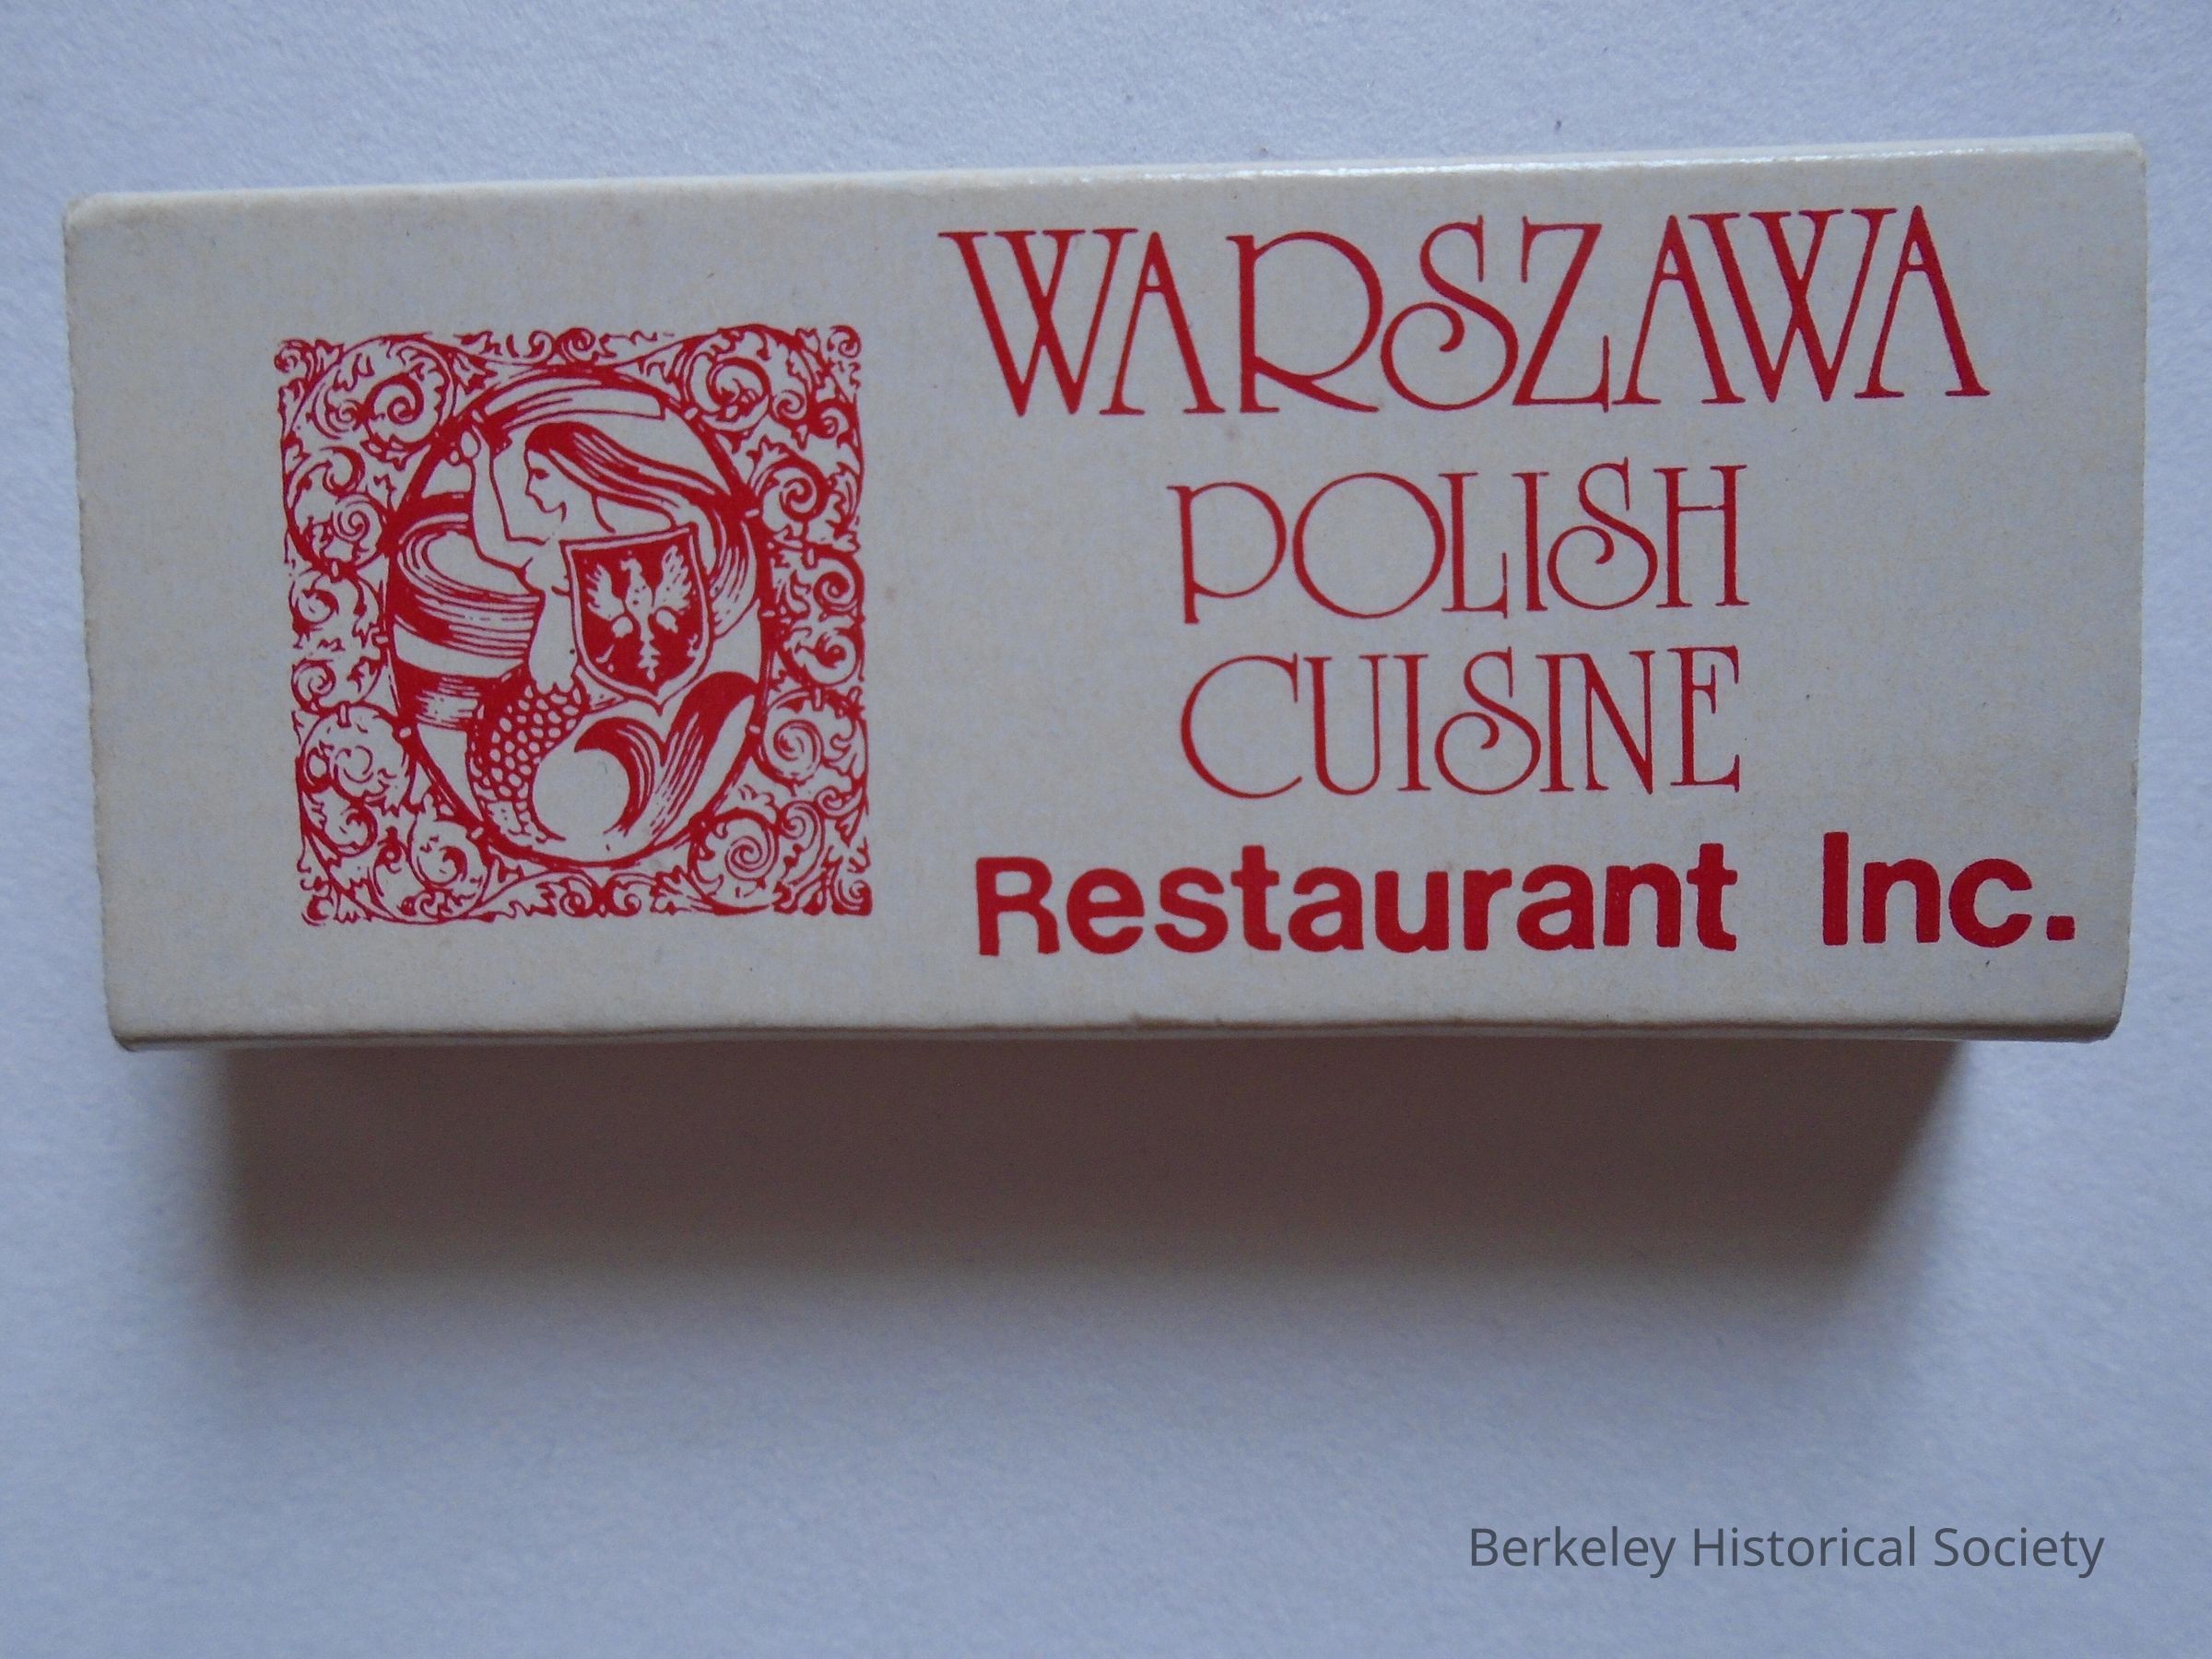 WARSZAWA
POLISH
CUISINE
Restaurant Inc.
Berkeley Historical Society